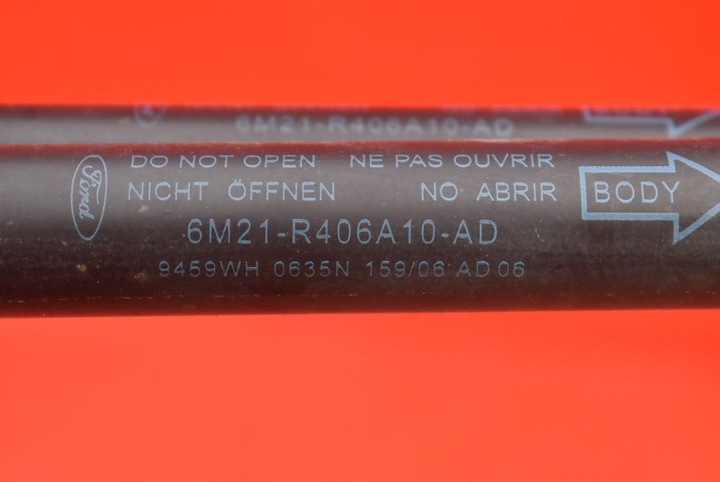 6M21-R406A10-AD
DO NOT OPEN NE PAS OUVRIR
Ford NICHT ÖFFNEN NO ABRIR BODY
6M21-R406A10-AD
9459WH 0635N 159/06 AD 06